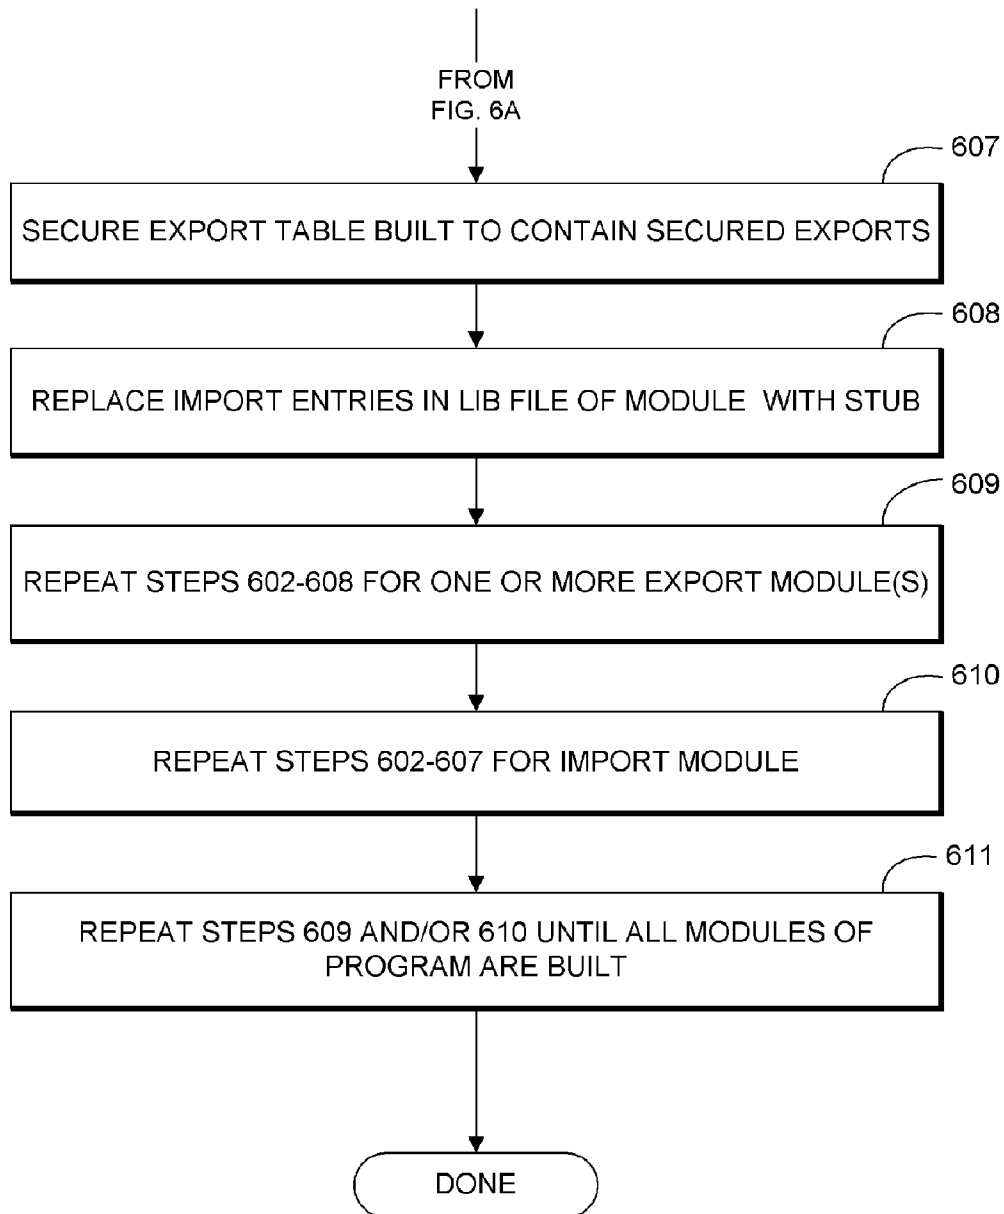 FROM
FIG. 6A
607
SECURE EXPORT TABLE BUILT TO CONTAIN SECURED EXPORTS
608
REPLACE IMPORT ENTRIES IN LIB FILE OF MODULE WITH STUB
609
REPEAT STEPS 602-608 FOR ONE OR MORE EXPORT MODULE(S)
610
REPEAT STEPS 602-607 FOR IMPORT MODULE
611
REPEAT STEPS 609 AND/OR 610 UNTIL ALL MODULES OF
PROGRAM ARE BUILT
DONE